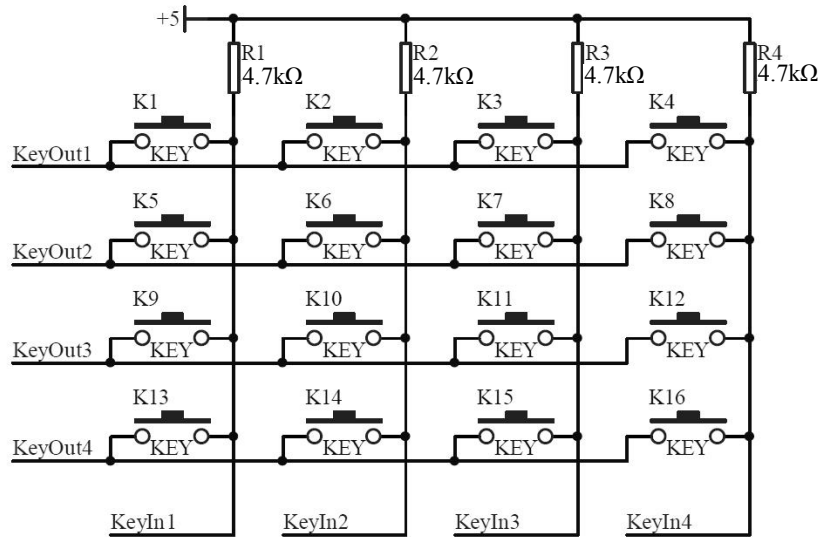 +5
R1 R2 R3 R4
4.7kΩ 4.7kΩ 4.7kΩ 4.7kΩ
K1 K2 K3 K4
KeyOut1 KEY KEY KEY KEY
K5 K6 K7 K8
KeyOut2 KEY KEY KEY KEY
K9 K10 K11 K12
KeyOut3 KEY KEY KEY KEY
K13 K14 K15 K16
KeyOut4 KEY KEY KEY KEY
KeyIn1 KeyIn2 KeyIn3 KeyIn4